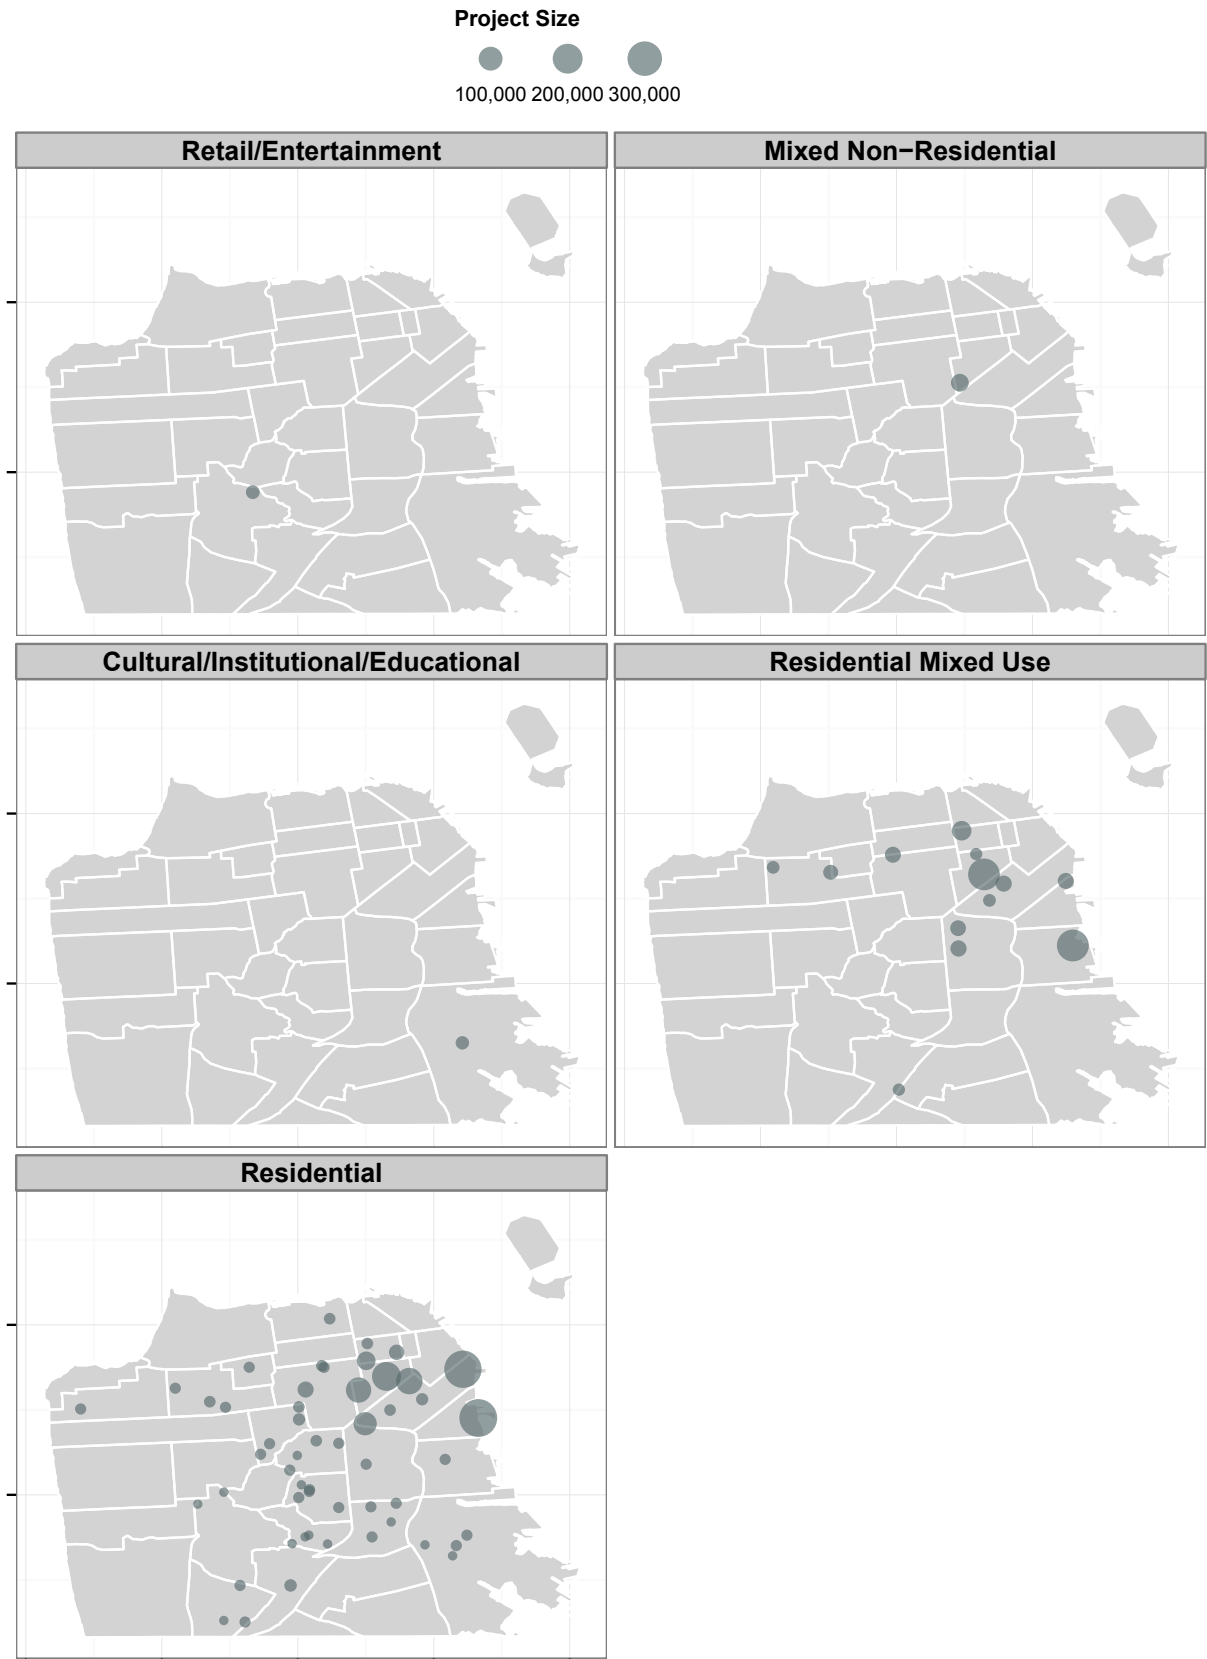 Project Size
100,000 200,000 300,000
Retail/Entertainment
Mixed Non−Residential
Cultural/Institutional/Educational
Residential Mixed Use
Residential